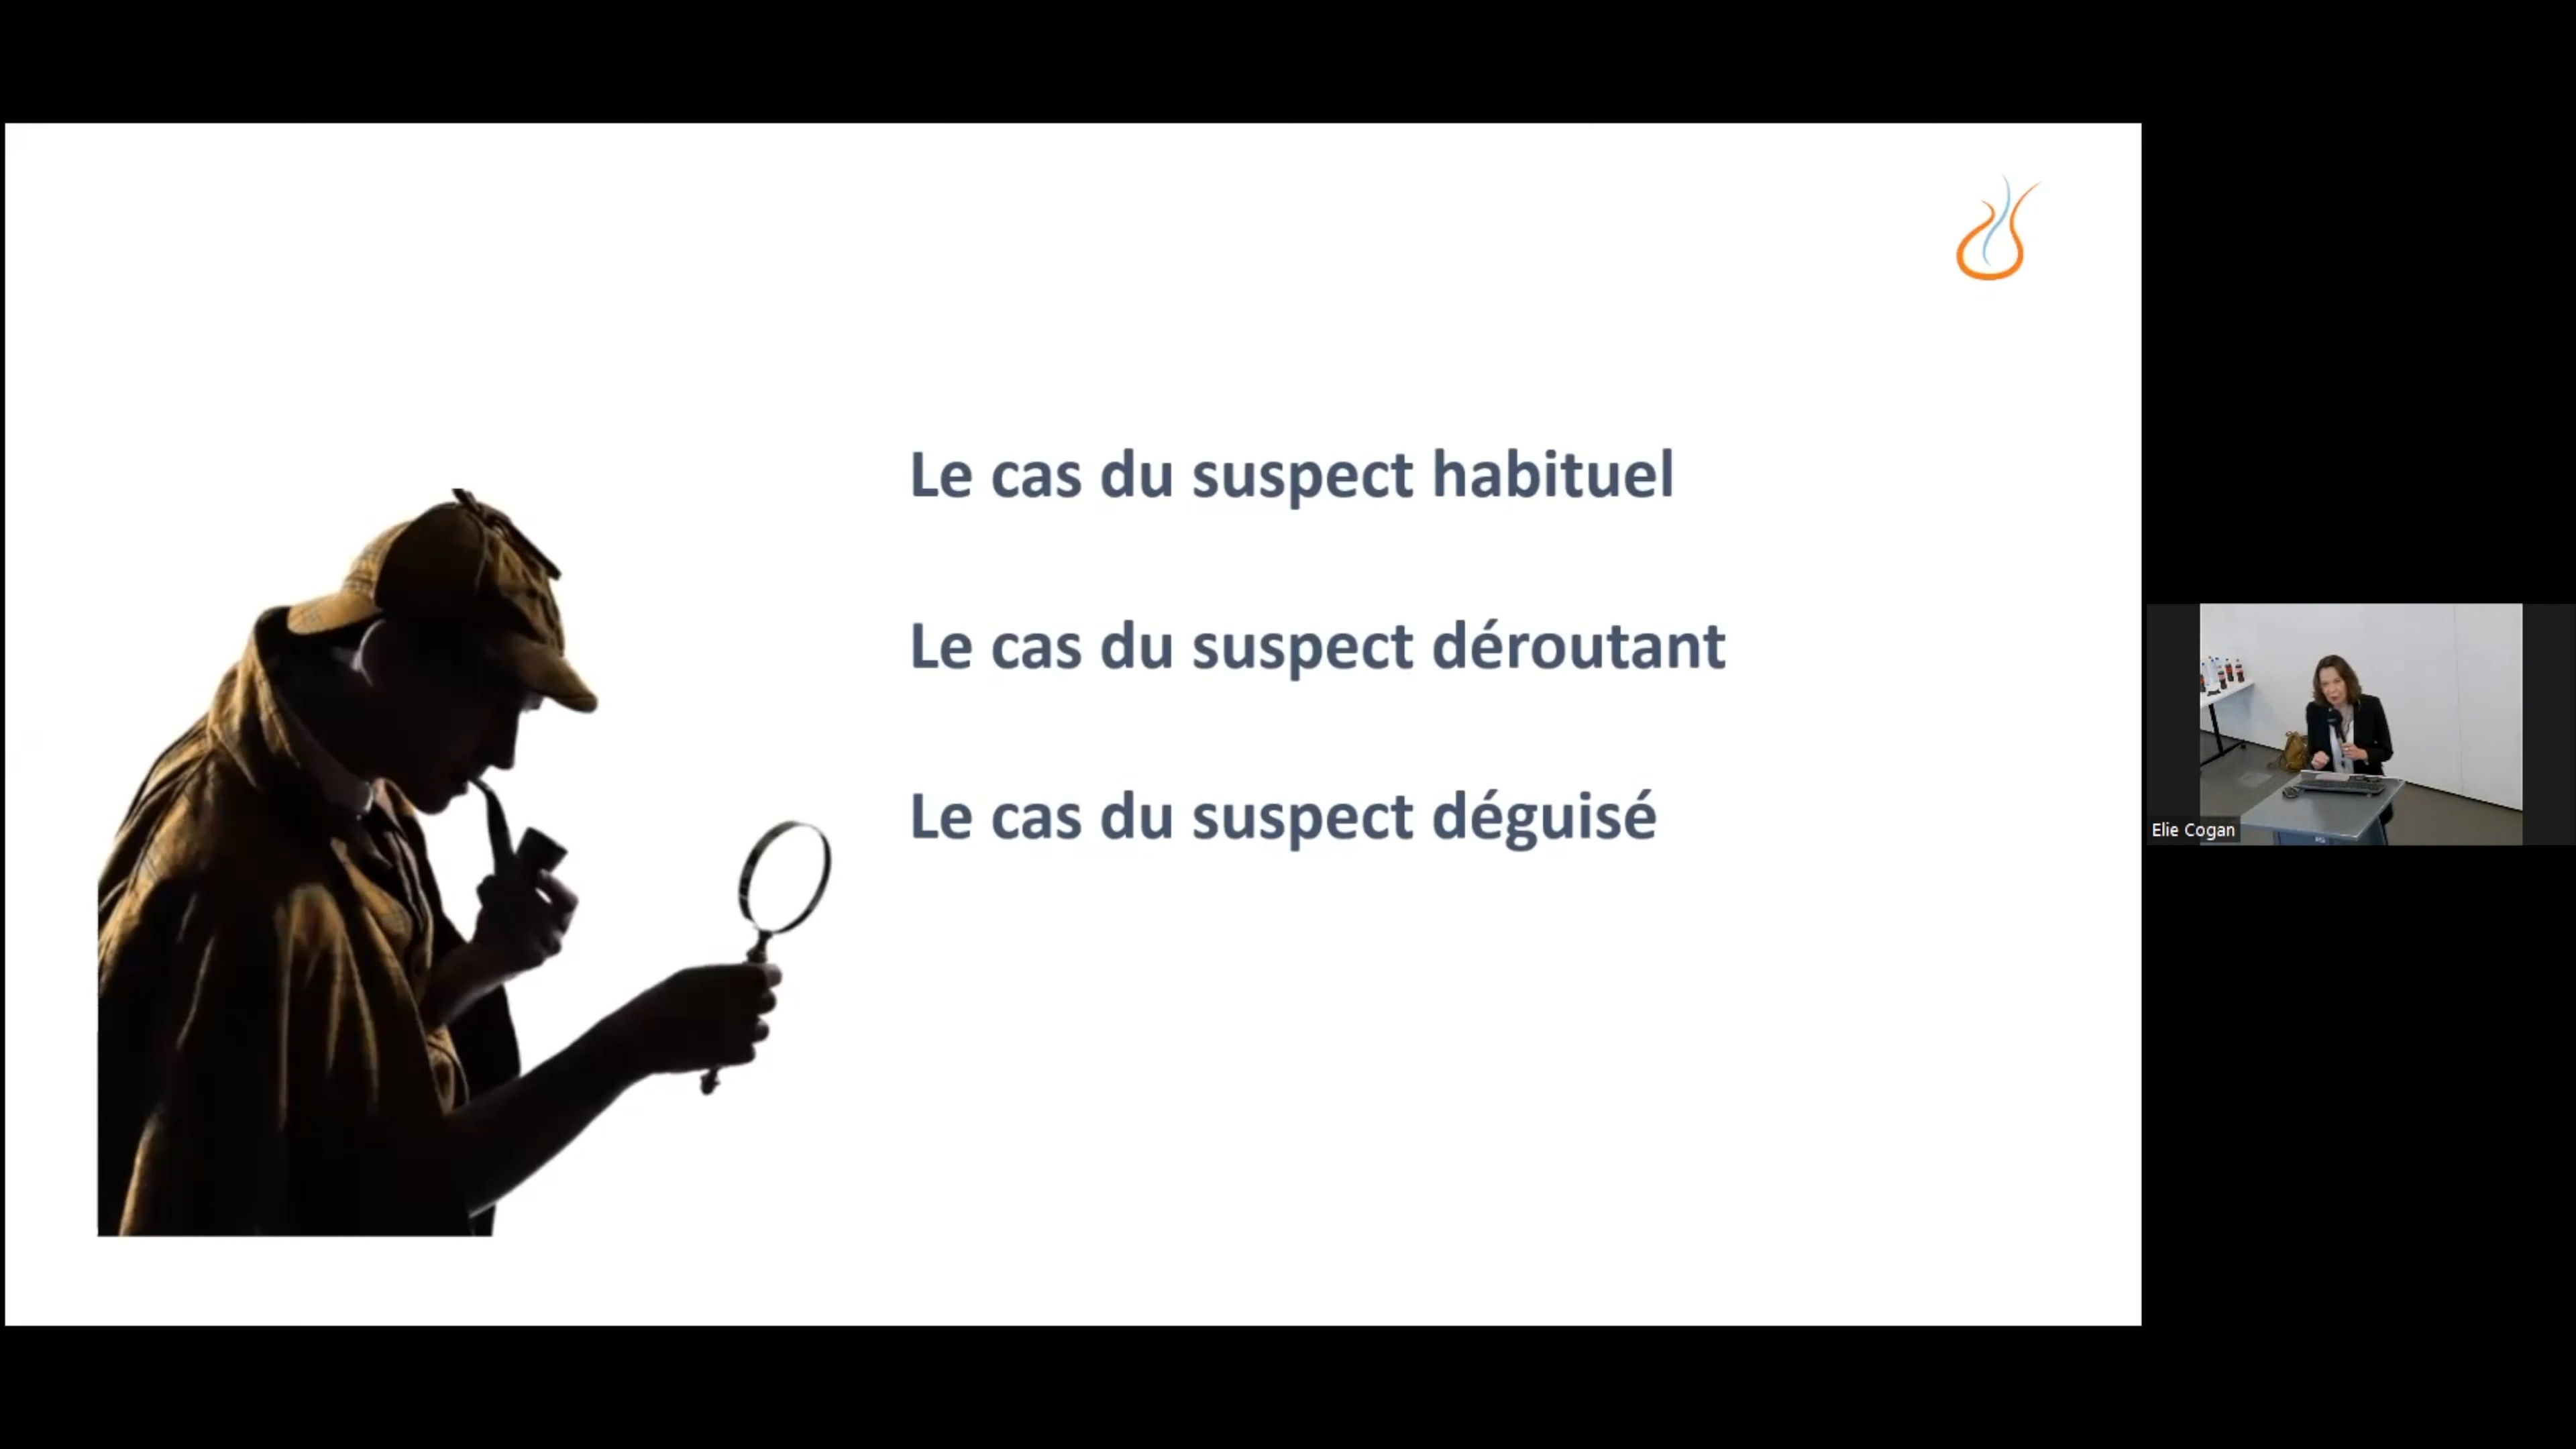 Le cas du suspect habituel
Le cas du suspect déroutant
Le cas du suspect déguisé
Elie Cogan